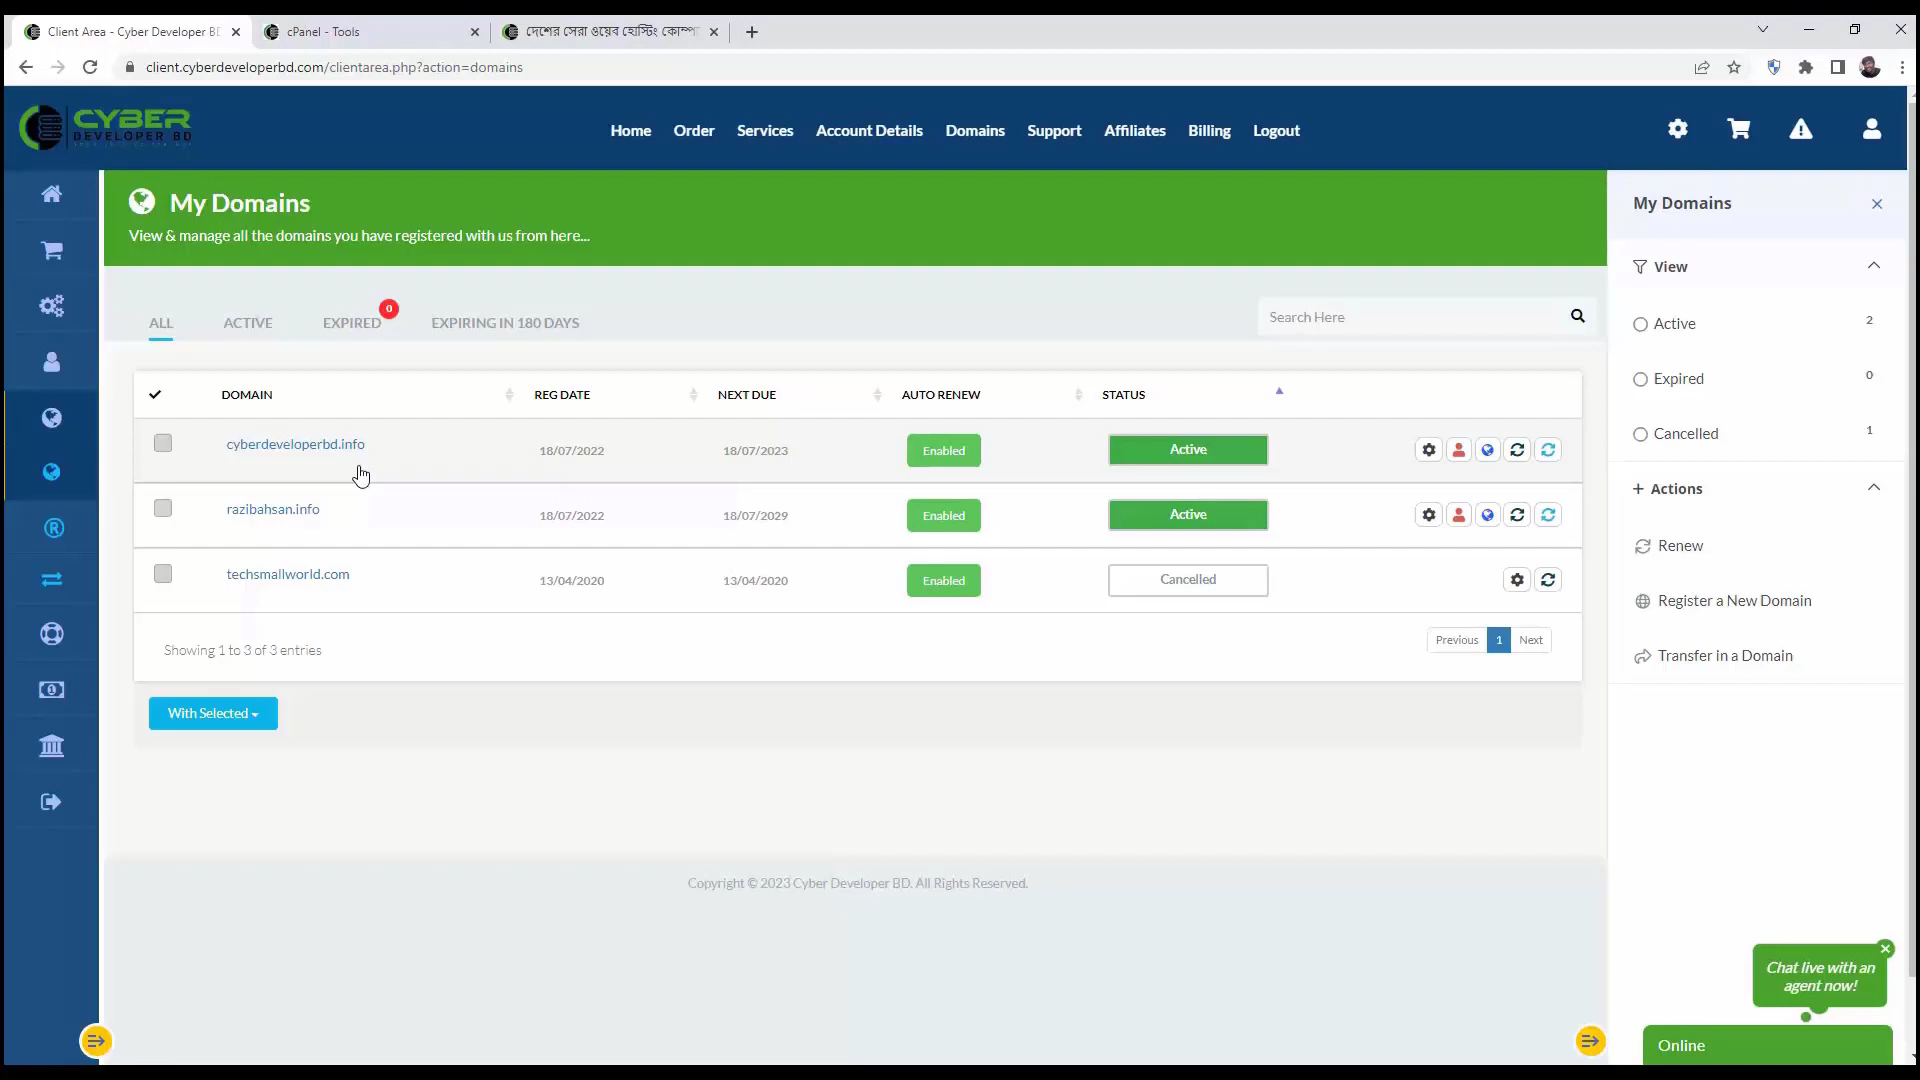 Client Area - Cyber Developer BD
cPanel - Tools
দেশের সেরা ওয়েব হোস্টিং কোম্পা
client.cyberdeveloperbd.com/clientarea.php?action=domains
CYBER
DEVELOPER BD
Home
Order
Services
Account Details
Domains
Support
Affiliates
Billing
Logout
My Domains
View & manage all the domains you have registered with us from here...
ALL
ACTIVE
EXPIRED
0
EXPIRING IN 180 DAYS
Search Here
DOMAIN
REG DATE
NEXT DUE
AUTO RENEW
STATUS
cyberdeveloperbd.info
18/07/2022
18/07/2023
Enabled
Active
razibahsan.info
18/07/2022
18/07/2029
Enabled
Active
techsmallworld.com
13/04/2020
13/04/2020
Enabled
Cancelled
Showing 1 to 3 of 3 entries
Previous
1
Next
With Selected
Copyright © 2023 Cyber Developer BD. All Rights Reserved.
My Domains
View
Active
2
Expired
0
Cancelled
1
Actions
Renew
Register a New Domain
Transfer in a Domain
Chat live with an
agent now!
Online